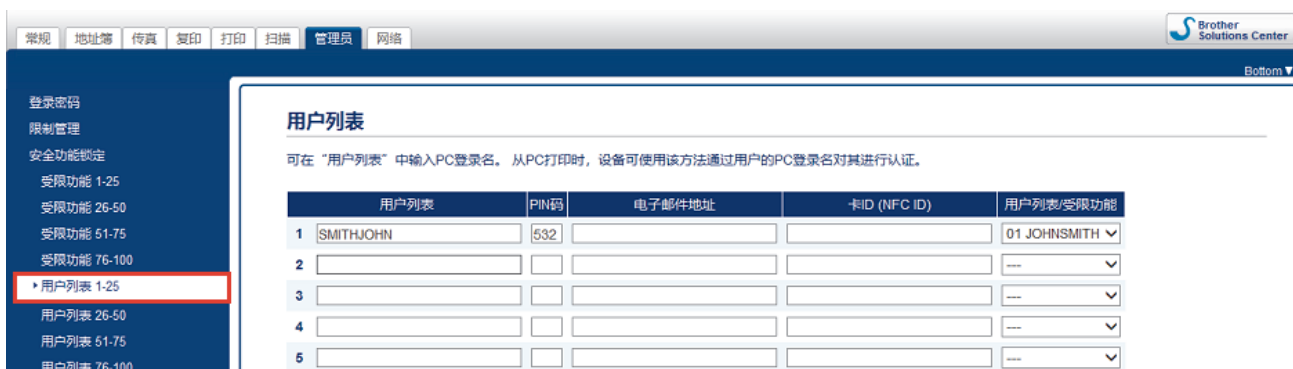 常规 地址簿 传真 复印 打印 扫描 管理员 网络
Brother
Solutions Center
Bottom▼
登录密码
限制管理
安全功能锁定
受限功能 1-25
受限功能 26-50
受限功能 51-75
受限功能 76-100
用户列表 1-25
用户列表 26-50
用户列表 51-75
用户列表 76-100
用户列表
可在“用户列表”中输入PC登录名。 从PC打印时，设备可使用该方法通过用户的PC登录名对其进行认证。
用户列表 PIN码 电子邮件地址 卡ID (NFC ID) 用户列表/受限功能
1 SMITHJOHN 532 01 JOHNSMITH
2 ---
3 ---
4 ---
5 ---